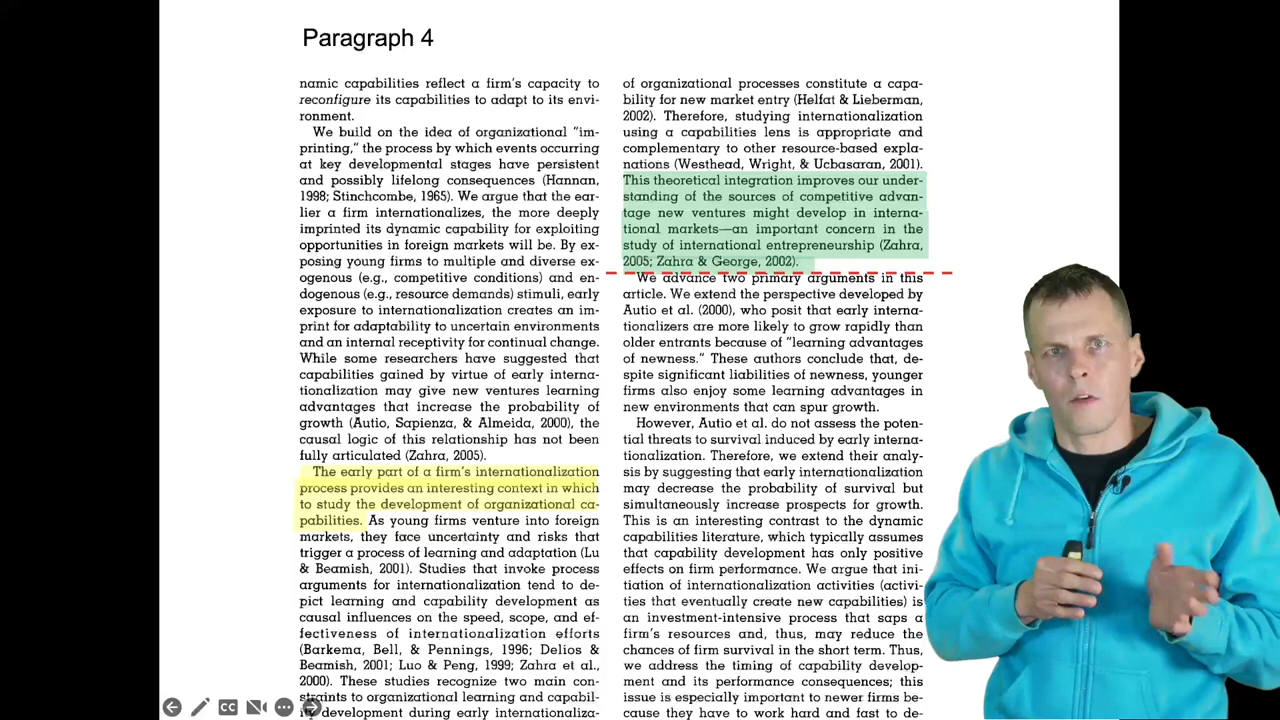 Paragraph 4
namic capabilities reflect a firm's capacity to
reconfigure its capabilities to adapt to its envi-
ronment.
We build on the idea of organizational "im-
printing," the process by which events occurring
at key developmental stages have persistent
and possibly lifelong consequences (Hannan,
1998; Stinchcombe, 1965). We argue that the ear-
lier a firm internationalizes, the more deeply
imprinted its dynamic capability for exploiting
opportunities in foreign markets will be. By ex-
posing young firms to multiple and diverse ex-
ogenous (e.g., competitive conditions) and en-
dogenous (e.g., resource demands) stimuli, early
exposure to internationalization creates an im-
print for adaptability to uncertain environments
and an internal receptivity for continual change.
While some researchers have suggested that
capabilities gained by virtue of early interna-
tionalization may give new ventures learning
advantages that increase the probability of
growth (Autio, Sapienza, & Almeida, 2000), the
causal logic of this relationship has not been
fully articulated (Zahra, 2005).
The early part of a firm's internationalization
process provides an interesting context in which
to study the development of organizational ca-
pabilities. As young firms venture into foreign
markets, they face uncertainty and risks that
trigger a process of learning and adaptation (Lu
& Beamish, 2001). Studies that invoke process
arguments for internationalization tend to de-
pict learning and capability development as
causal influences on the speed, scope, and ef-
fectiveness of internationalization efforts
(Barkema, Bell, & Pennings, 1996; Delios &
Beamish, 2001; Luo & Peng, 1999; Zahra et al.,
2000). These studies recognize two main con-
straints to organizational learning and capabil-
ity development during early internationaliza-
of organizational processes constitute a capa-
bility for new market entry (Helfat & Lieberman,
2002). Therefore, studying internationalization
using a capabilities lens is appropriate and
complementary to other resource-based expla-
nations (Westhead, Wright, & Ucbasaran, 2001).
This theoretical integration improves our under-
standing of the sources of competitive advan-
tage new ventures might develop in interna-
tional markets—an important concern in the
study of international entrepreneurship (Zahra,
2005; Zahra & George, 2002).
We advance two primary arguments in this
article. We extend the perspective developed by
Autio et al. (2000), who posit that early interna-
tionalizers are more likely to grow rapidly than
older entrants because of "learning advantages
of newness." These authors conclude that, de-
spite significant liabilities of newness, younger
firms also enjoy some learning advantages in
new environments that can spur growth.
However, Autio et al. do not assess the poten-
tial threats to survival induced by early interna-
tionalization. Therefore, we extend their analy-
sis by suggesting that early internationalization
may decrease the probability of survival but
simultaneously increase prospects for growth.
This is an interesting contrast to the dynamic
capabilities literature, which typically assumes
that capability development has only positive
effects on firm performance. We argue that ini-
tiation of internationalization activities (activi-
ties that eventually create new capabilities) is
an investment-intensive process that saps a
firm's resources and, thus, may reduce the
chances of firm survival in the short term. Thus,
we address the timing of capability develop-
ment and its performance consequences; this
issue is especially important to newer firms be-
cause they have to work hard and fast to de-
CC